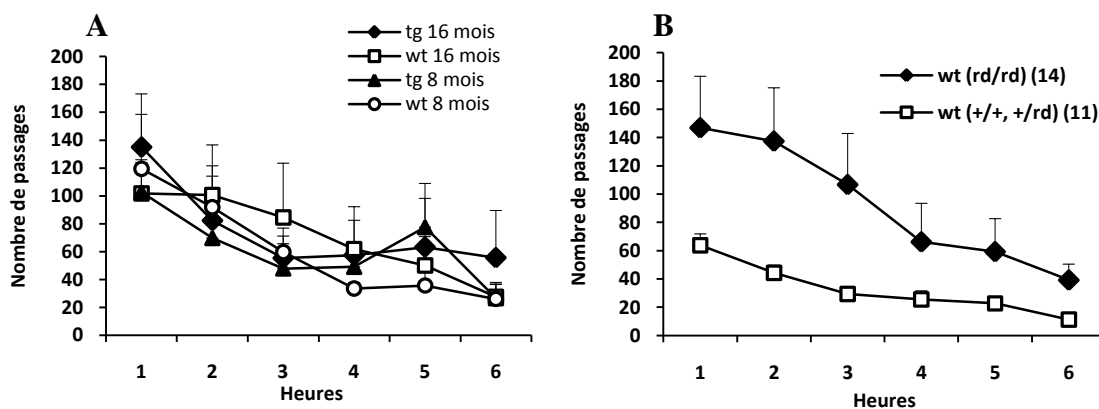 A
tg 16 mois
wt 16 mois
tg 8 mois
wt 8 mois
Nombre de passages
200
180
160
140
120
100
80
60
40
20
0
1 2 3 4 5 6
Heures
B
wt (rd/rd) (14)
wt (+/+, +/rd) (11)
Nombre de passages
200
180
160
140
120
100
80
60
40
20
0
1 2 3 4 5 6
Heures